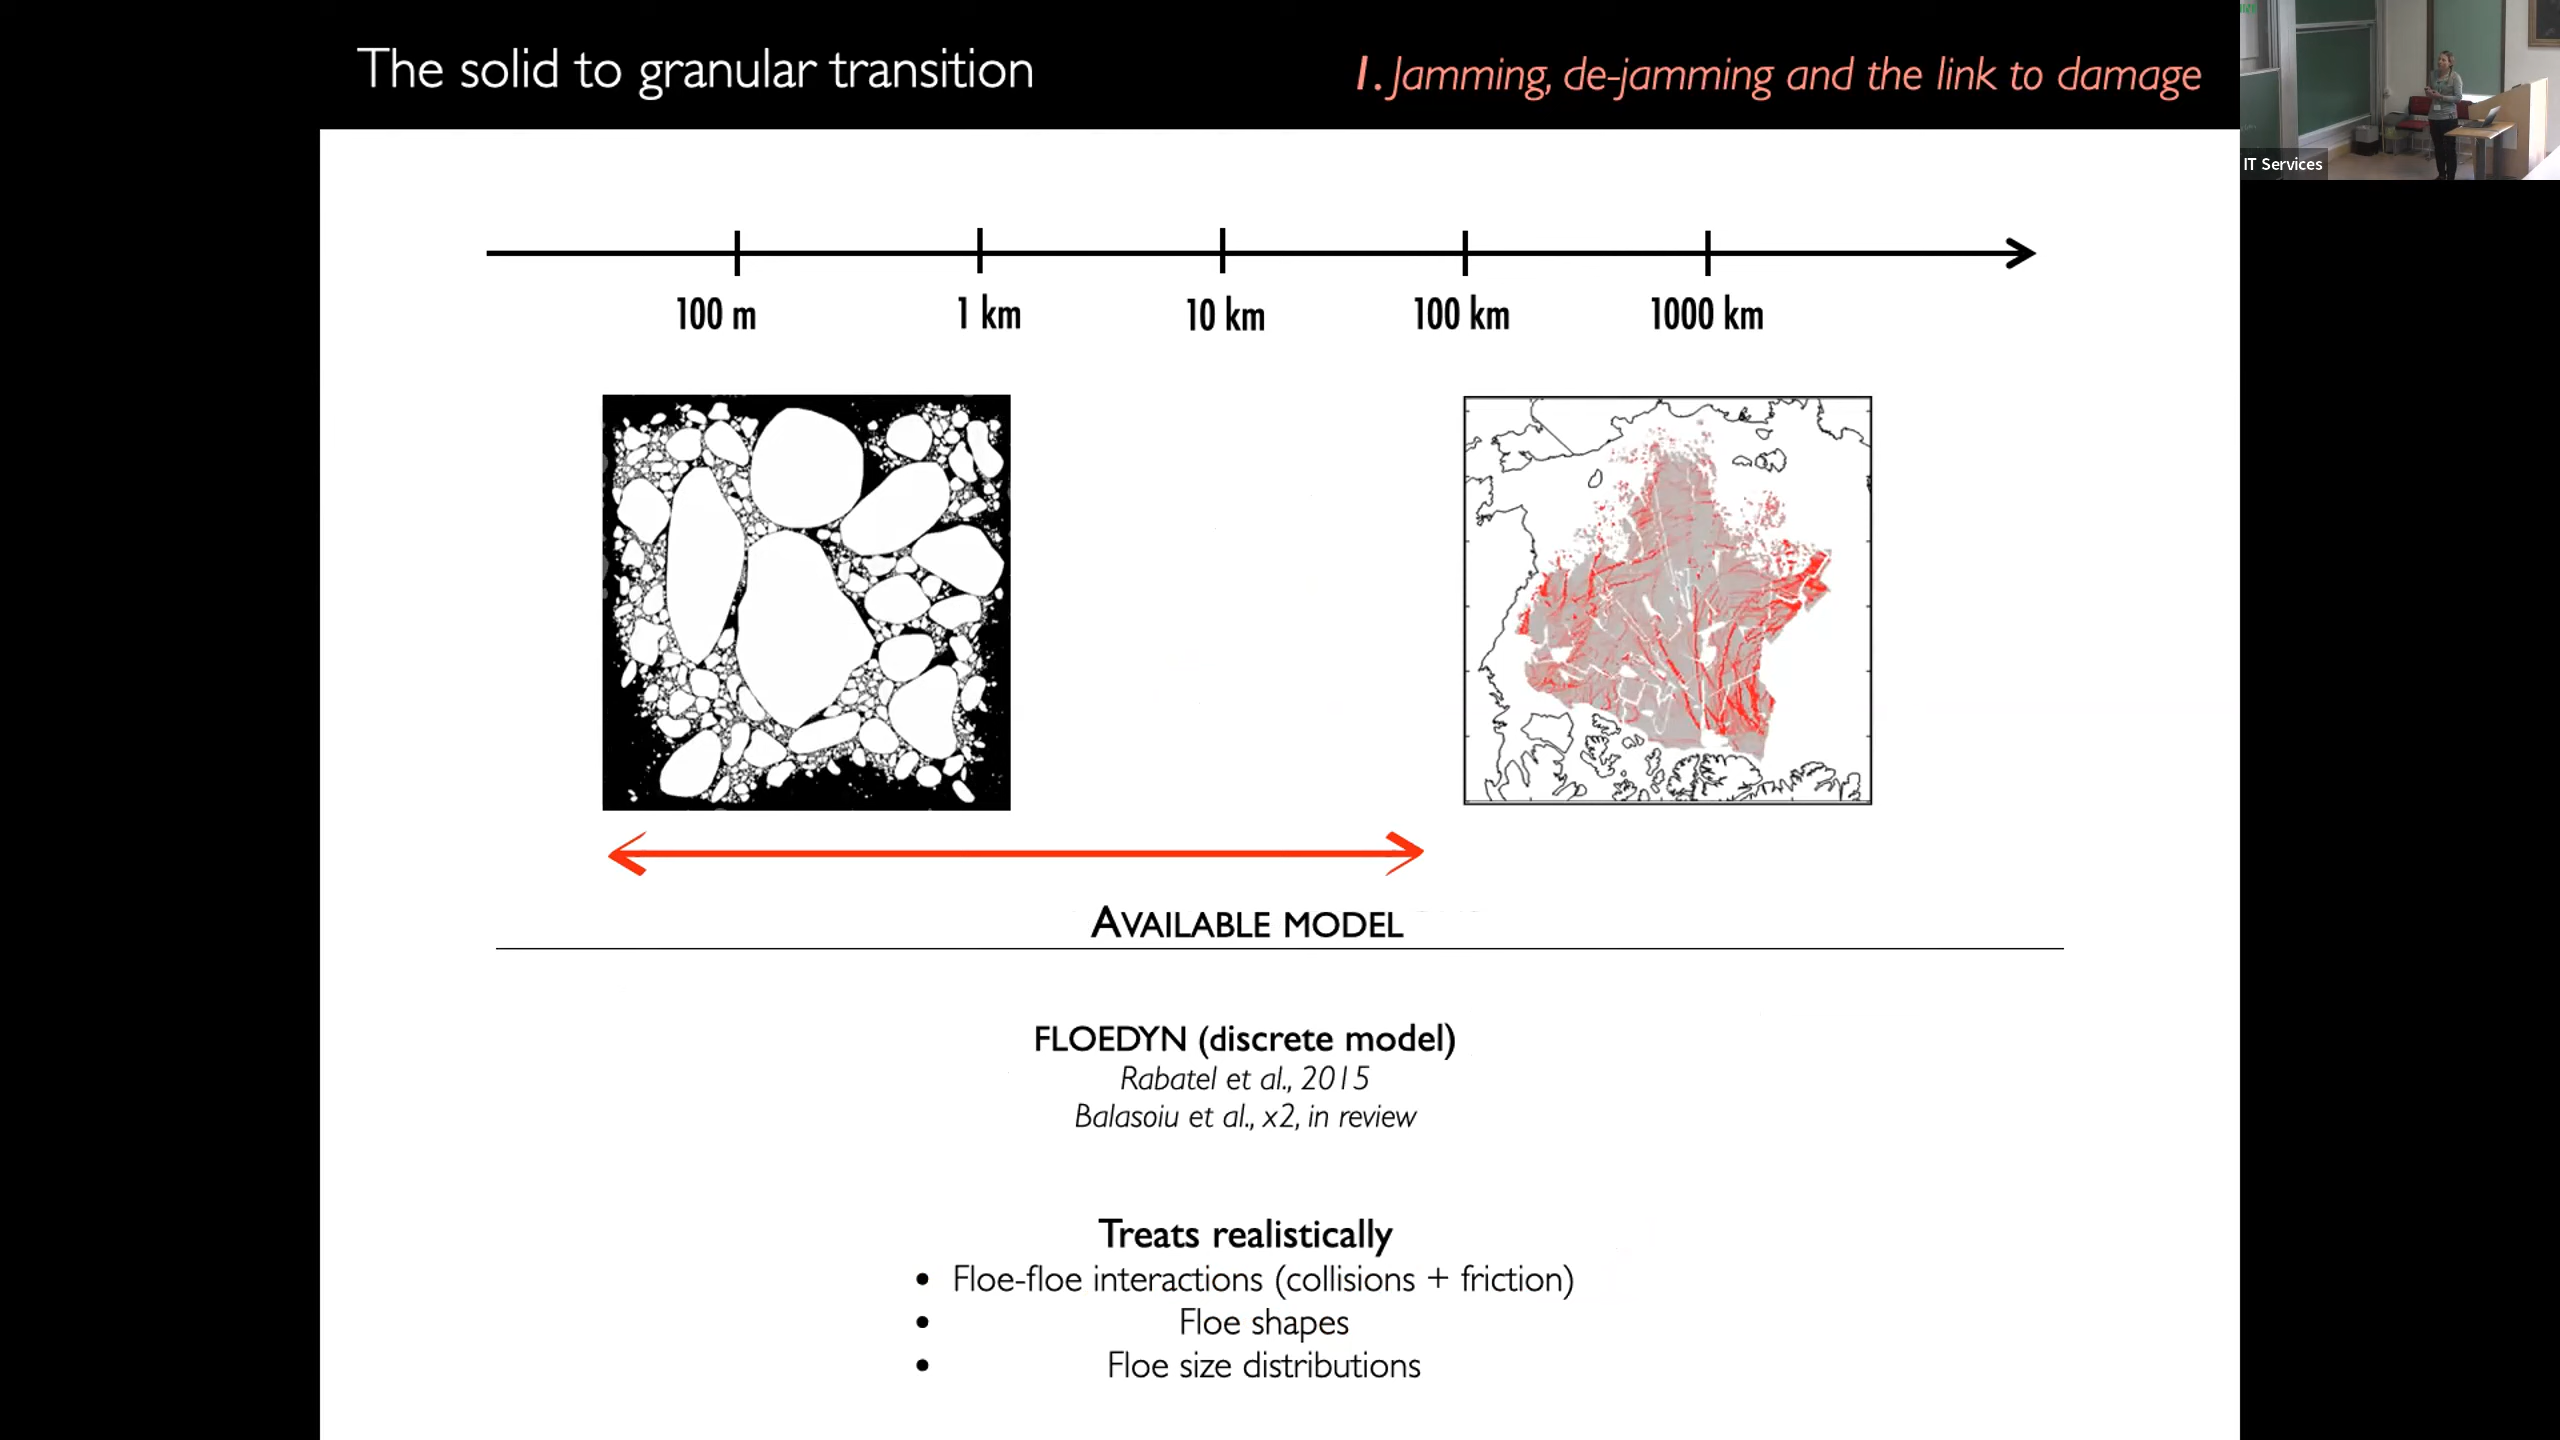 The solid to granular transition
1. Jamming, de-jamming and the link to damage
IT Services
100 m
1 km
10 km
100 km
1000 km
AVAILABLE MODEL
FLOEDYN (discrete model)
Rabatel et al., 2015
Balasoiu et al., x2, in review
Treats realistically
• Floe-floe interactions (collisions + friction)
• Floe shapes
• Floe size distributions